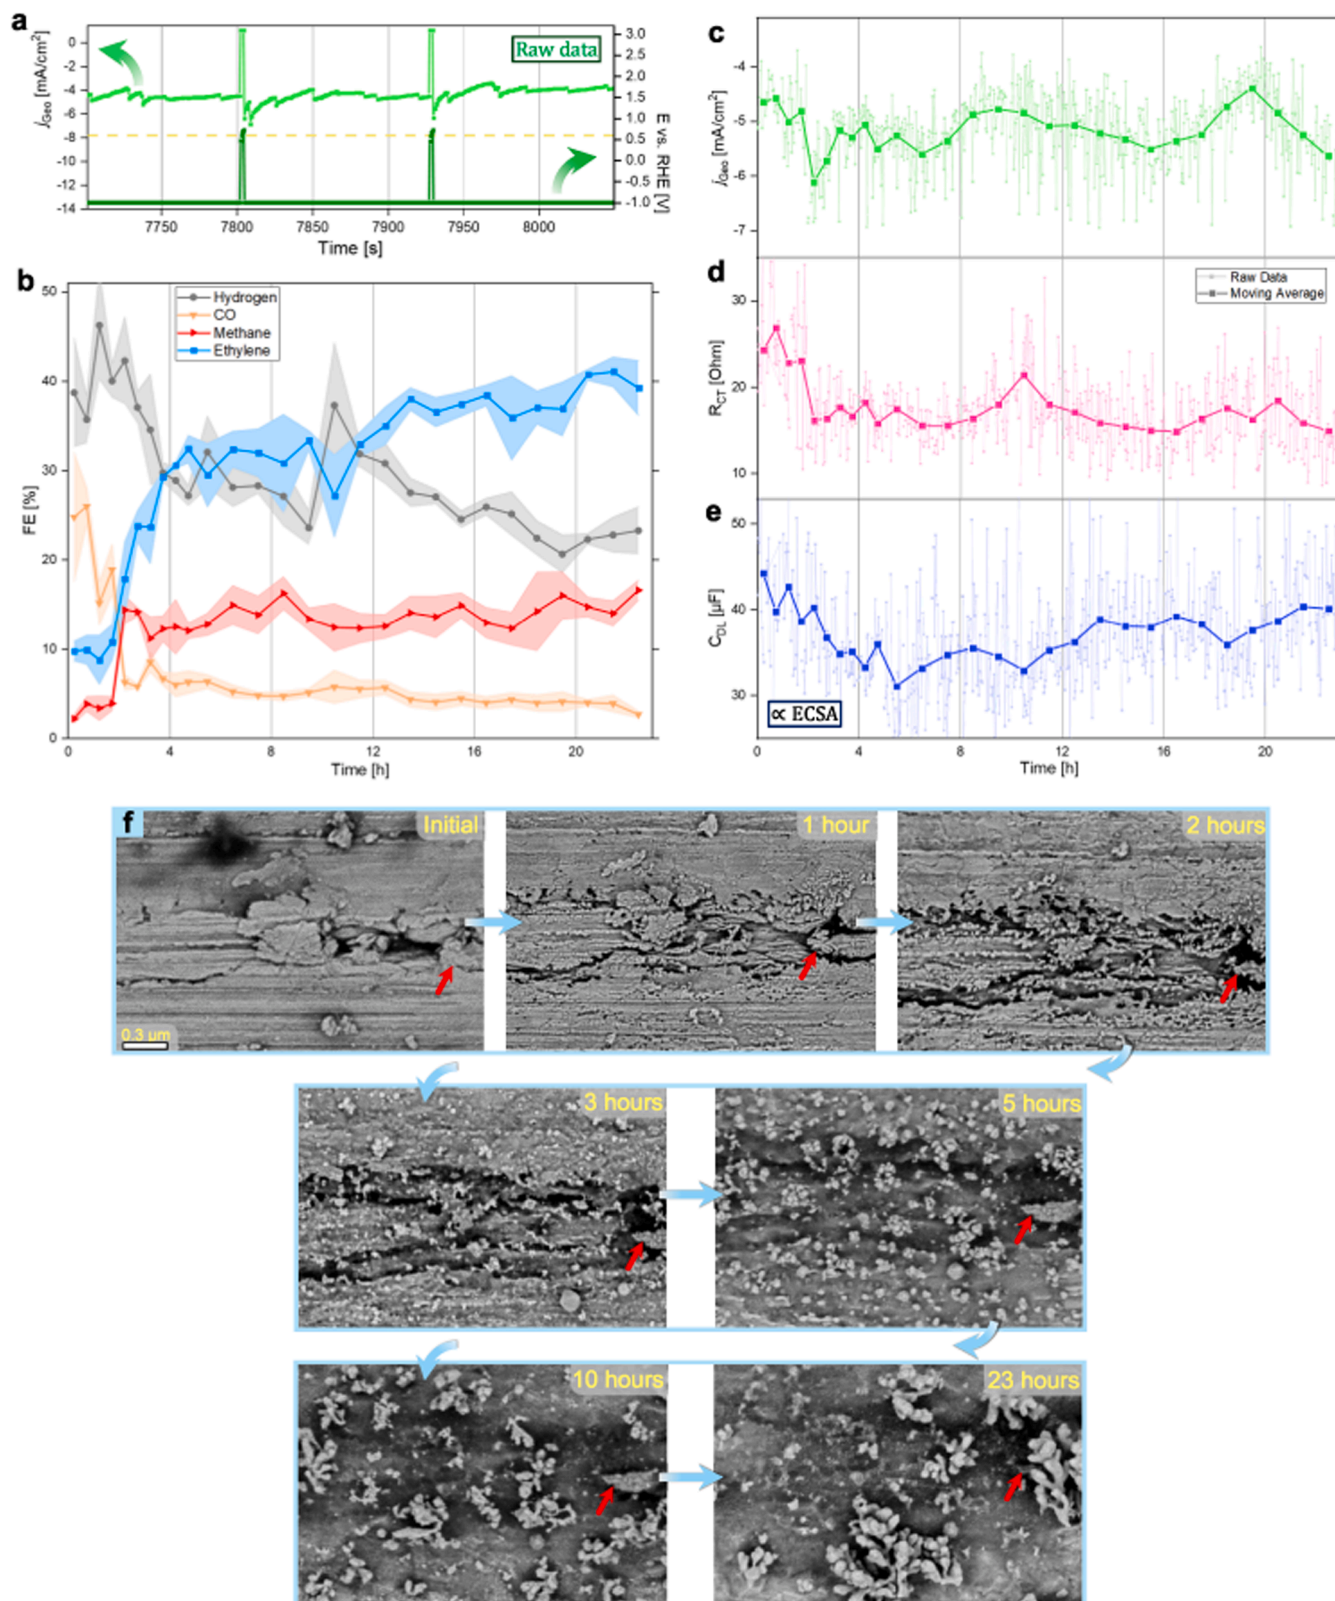 a
Raw data
jGeo [mA/cm²]
0
-2
-4
-6
-8
-10
-12
-14
3.0
2.5
2.0
1.5
1.0
0.5
0.0
-0.5
-1.0
E vs. RHE [V]
7750
7800
7850
7900
7950
8000
Time [s]
b
Hydrogen
CO
Methane
Ethylene
FE [%]
50
40
30
20
10
0
0
4
8
12
16
20
Time [h]
c
jGeo [mA/cm²]
-4
-5
-6
-7
d
Raw Data
Moving Average
RCT [Ohm]
30
20
10
e
CDL [µF]
50
40
30
∝ ECSA
0
4
8
12
16
20
Time [h]
f
Initial
1 hour
2 hours
0.3 µm
3 hours
5 hours
10 hours
23 hours